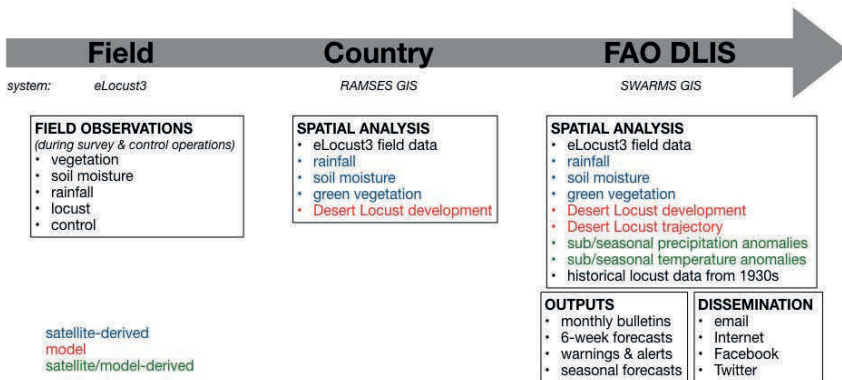 Field Country FAO DLIS
system: eLocust3 RAMSES GIS SWARMS GIS
FIELD OBSERVATIONS
(during survey & control operations)
• vegetation
• soil moisture
• rainfall
• locust
• control
SPATIAL ANALYSIS
• eLocust3 field data
• rainfall
• soil moisture
• green vegetation
• Desert Locust development
SPATIAL ANALYSIS
• eLocust3 field data
• rainfall
• soil moisture
• green vegetation
• Desert Locust development
• Desert Locust trajectory
• sub/seasonal precipitation anomalies
• sub/seasonal temperature anomalies
• historical locust data from 1930s
OUTPUTS
• monthly bulletins
• 6-week forecasts
• warnings & alerts
• seasonal forecasts
DISSEMINATION
• email
• Internet
• Facebook
• Twitter
satellite-derived
model
satellite/model-derived